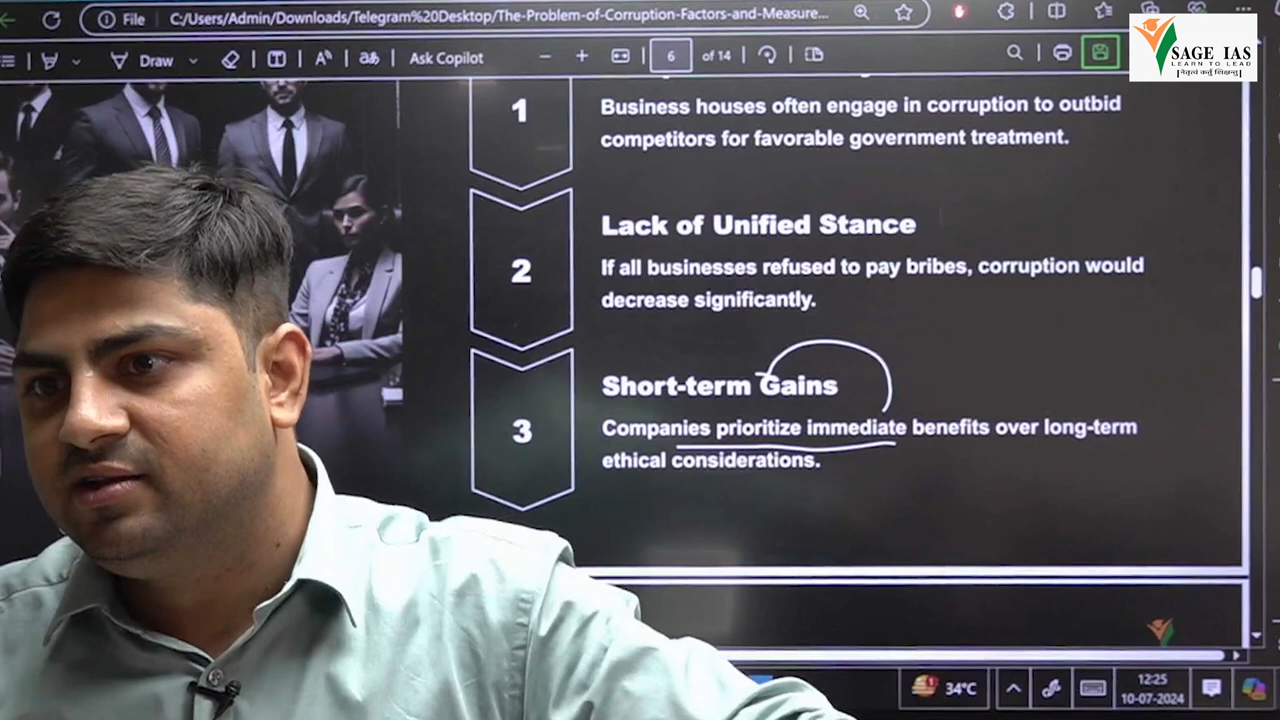 File
C:/Users/Admin/Downloads/Telegram%20Desktop/The-Problem-of-Corruption-Factors-and-Measure...
Draw
Ask Copilot
6 of 14
SAGE IAS
LEARN TO LEAD
नेतृत्वं कर्तुं शिक्षन्तु
1
Business houses often engage in corruption to outbid
competitors for favorable government treatment.
2
Lack of Unified Stance
If all businesses refused to pay bribes, corruption would
decrease significantly.
3
Short-term Gains
Companies prioritize immediate benefits over long-term
ethical considerations.
34°C
12:25
10-07-2024